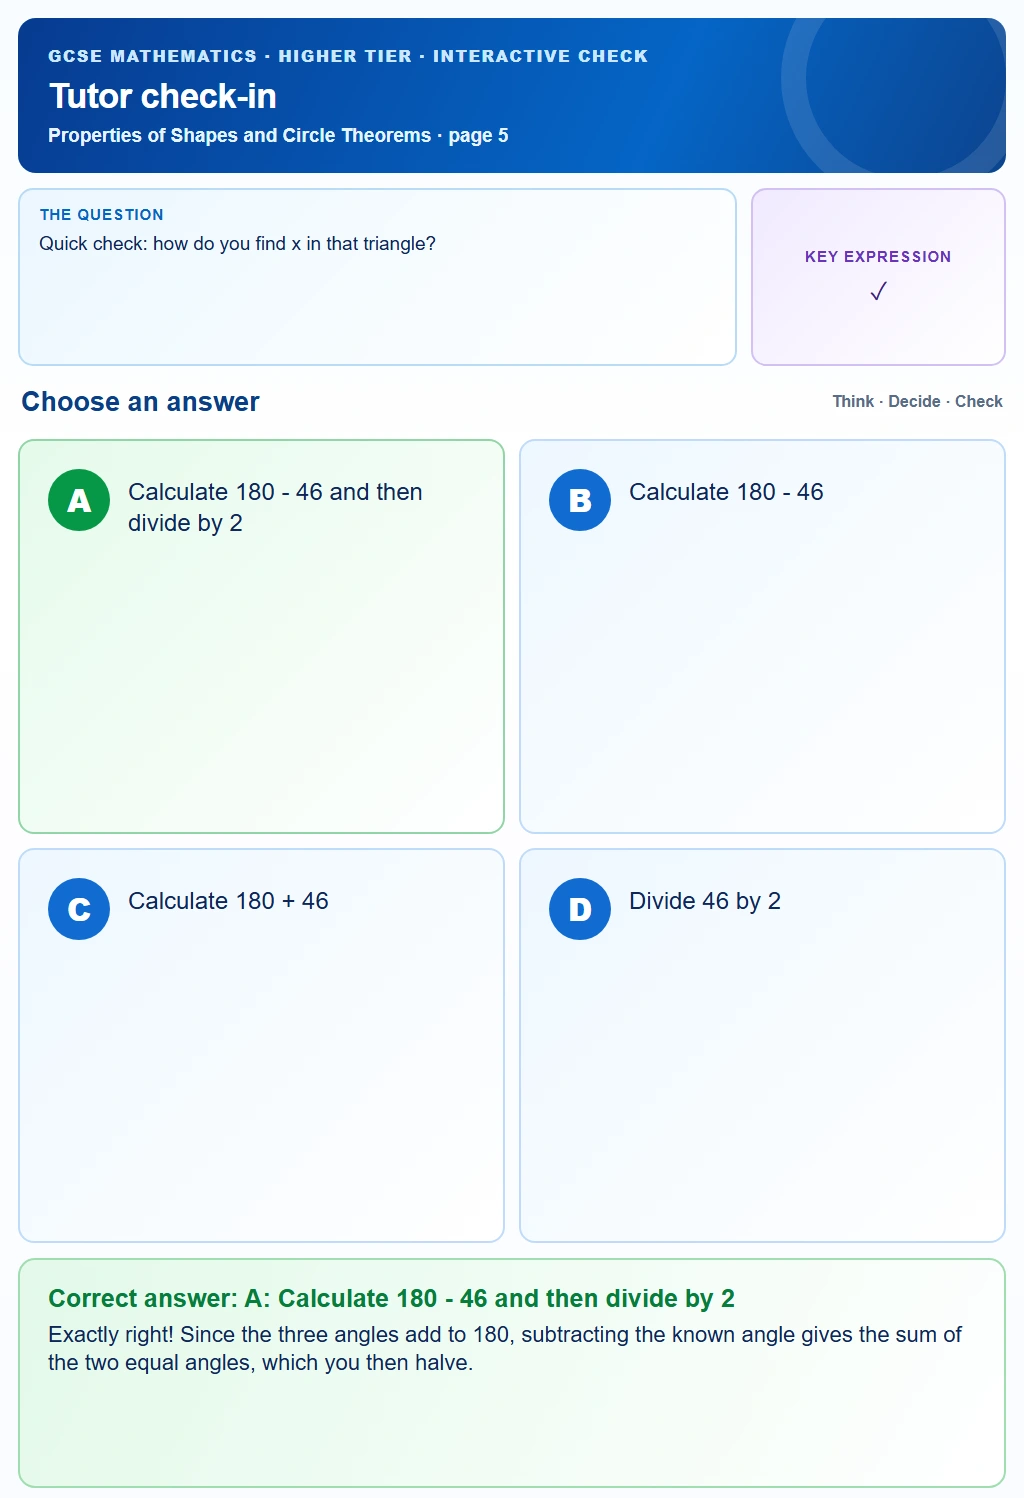 GCSE MATHEMATICS · HIGHER TIER · INTERACTIVE CHECK
Tutor check-in
Properties of Shapes and Circle Theorems · page 5
THE QUESTION
Quick check: how do you find x in that triangle?
KEY EXPRESSION
✓
Choose an answer
Think · Decide · Check
A
Calculate 180 - 46 and then
divide by 2
B
Calculate 180 - 46
C
Calculate 180 + 46
D
Divide 46 by 2
Correct answer: A: Calculate 180 - 46 and then divide by 2
Exactly right! Since the three angles add to 180, subtracting the known angle gives the sum of
the two equal angles, which you then halve.